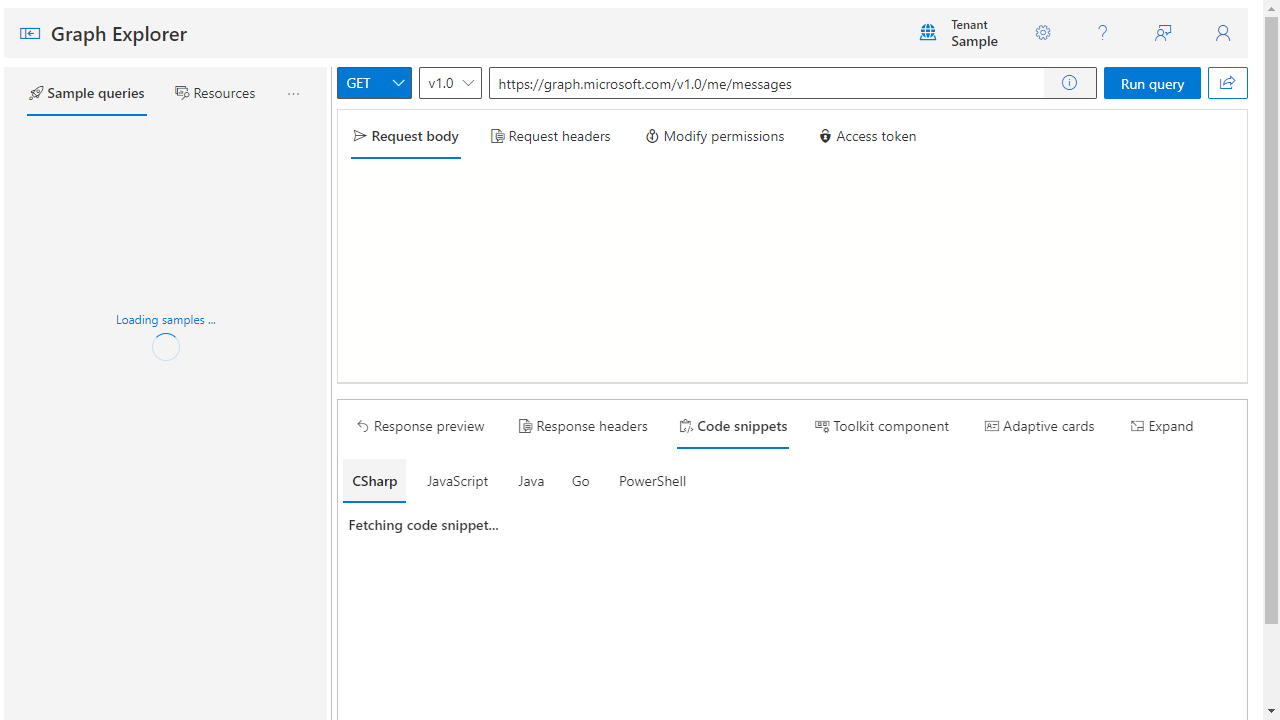 Graph Explorer
Tenant
Sample
Sample queries
Resources
GET
v1.0
https://graph.microsoft.com/v1.0/me/messages
Run query
Request body
Request headers
Modify permissions
Access token
Loading samples ...
Response preview
Response headers
Code snippets
Toolkit component
Adaptive cards
Expand
CSharp
JavaScript
Java
Go
PowerShell
Fetching code snippet...